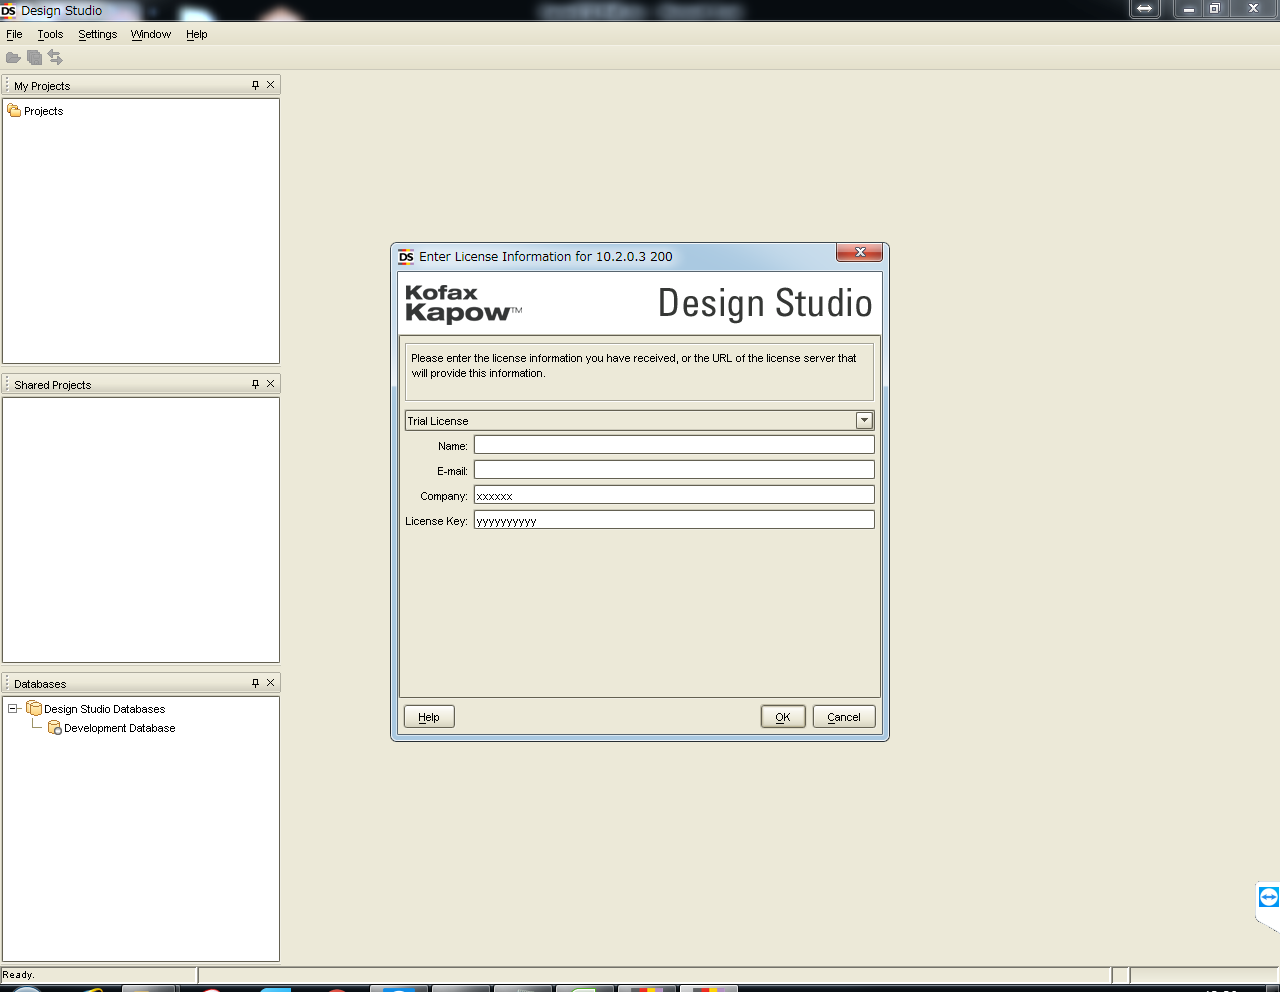 DS Design Studio
File Tools Settings Window Help
My Projects
Projects
Shared Projects
Databases
Design Studio Databases
Development Database
DS Enter License Information for 10.2.0.3 200
Kofax
Kapow™
Design Studio
Please enter the license information you have received, or the URL of the license server that
will provide this information.
Trial License
Name:
E-mail:
Company: xxxxxx
License Key: yyyyyyyyyy
Help OK Cancel
Ready.